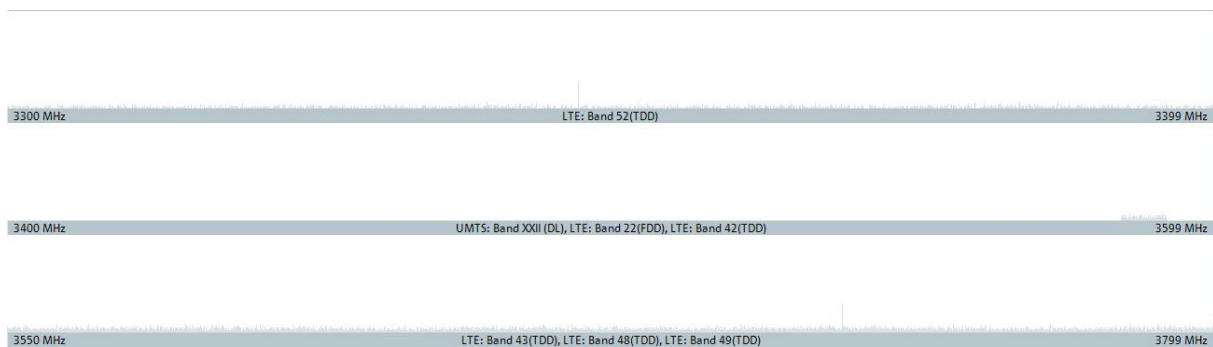 3300 MHz LTE: Band 52(TDD) 3399 MHz
3400 MHz UMTS: Band XXII (DL), LTE: Band 22(FDD), LTE: Band 42(TDD) 3599 MHz
3550 MHz LTE: Band 43(TDD), LTE: Band 48(TDD), LTE: Band 49(TDD) 3799 MHz